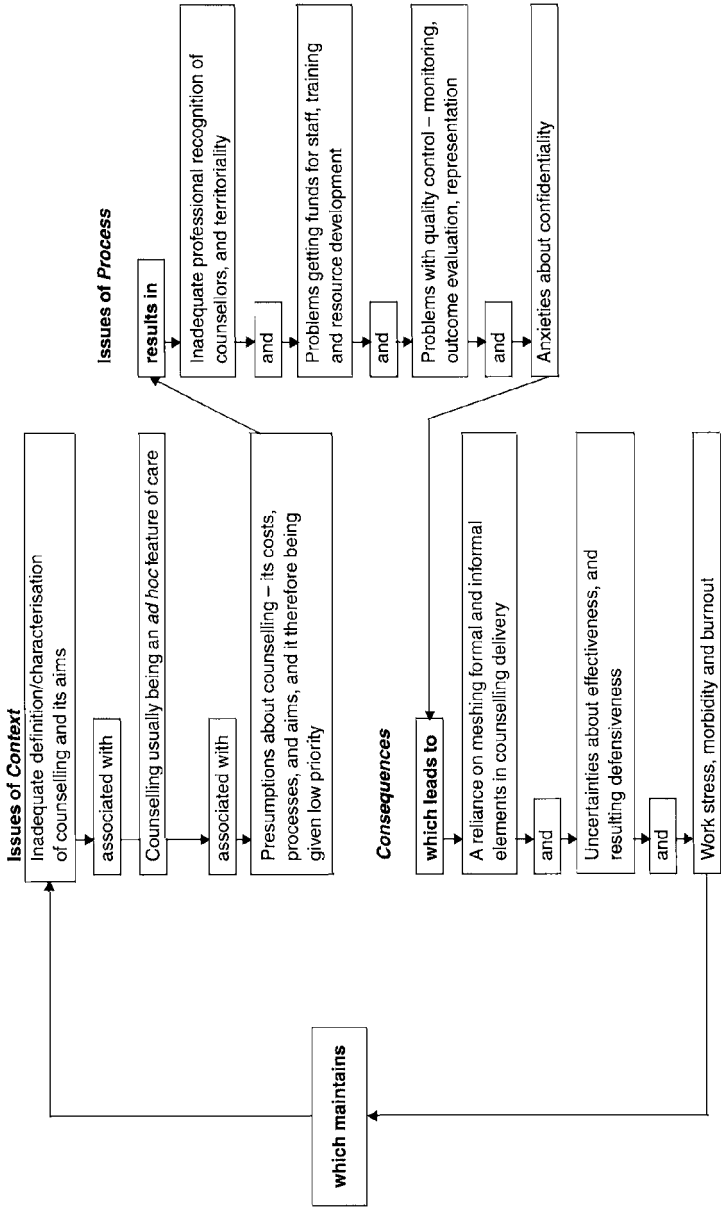 Issues of Context
Inadequate definition/characterisation
of counselling and its aims
associated with
Counselling usually being an ad hoc feature of care
associated with
Presumptions about counselling – its costs,
processes, and aims, and it therefore being
given low priority
Issues of Process
results in
Inadequate professional recognition of
counsellors, and territoriality
and
Problems getting funds for staff, training
and resource development
and
Problems with quality control – monitoring,
outcome evaluation, representation
and
Anxieties about confidentiality
Consequences
which leads to
A reliance on meshing formal and informal
elements in counselling delivery
and
Uncertainties about effectiveness, and
resulting defensiveness
and
Work stress, morbidity and burnout
which maintains